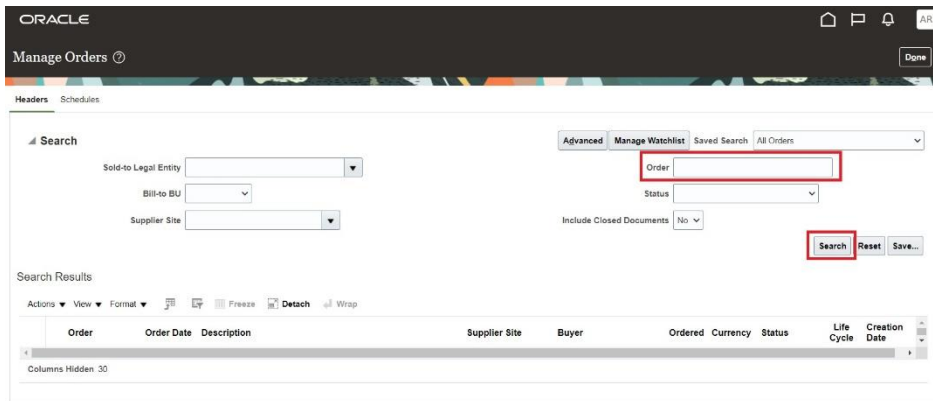 ORACLE
AR
Manage Orders
Done
Headers Schedules
Search
Advanced Manage Watchlist Saved Search All Orders
Sold-to Legal Entity
Order
Bill-to BU
Status
Supplier Site
Include Closed Documents No
Search Reset Save...
Search Results
Actions View Format Freeze Detach Wrap
Order Order Date Description Supplier Site Buyer Ordered Currency Status Life Cycle Creation Date
Columns Hidden 30